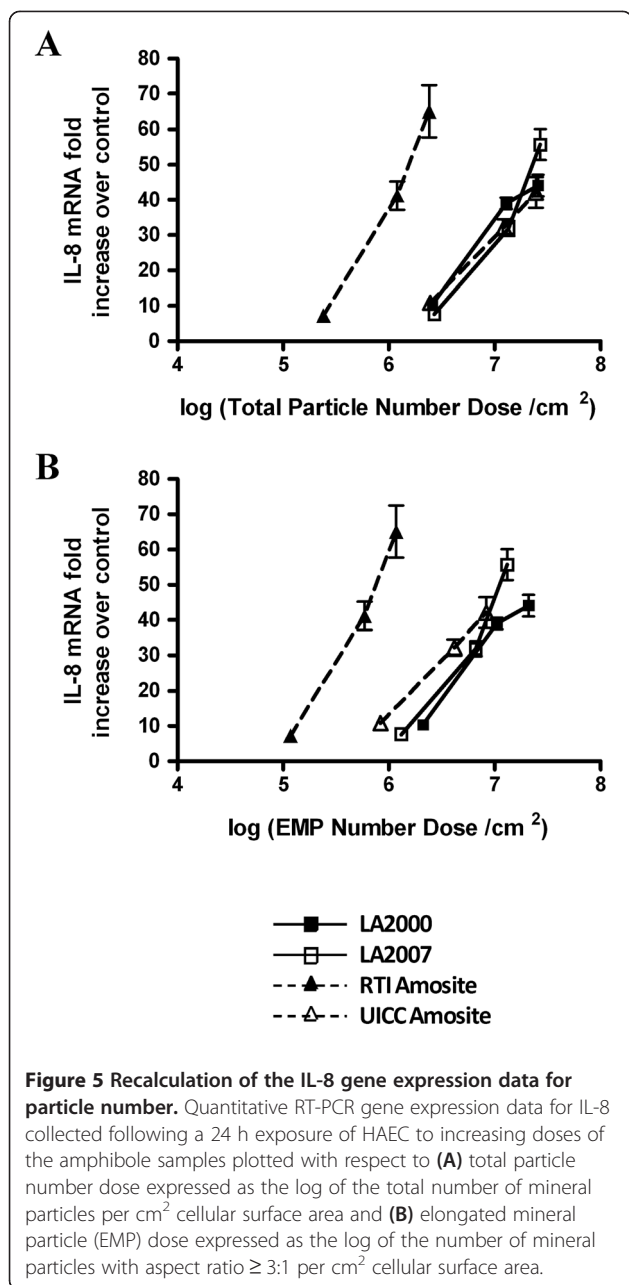 A
IL-8 mRNA fold
increase over control
80
70
60
50
40
30
20
10
0
4 5 6 7 8
log (Total Particle Number Dose /cm ²)
B
IL-8 mRNA fold
increase over control
80
70
60
50
40
30
20
10
0
4 5 6 7 8
log (EMP Number Dose /cm ²)
LA2000
LA2007
RTI Amosite
UICC Amosite
Figure 5 Recalculation of the IL-8 gene expression data for
particle number. Quantitative RT-PCR gene expression data for IL-8
collected following a 24 h exposure of HAEC to increasing doses of
the amphibole samples plotted with respect to (A) total particle
number dose expressed as the log of the total number of mineral
particles per cm² cellular surface area and (B) elongated mineral
particle (EMP) dose expressed as the log of the number of mineral
particles with aspect ratio ≥ 3:1 per cm² cellular surface area.